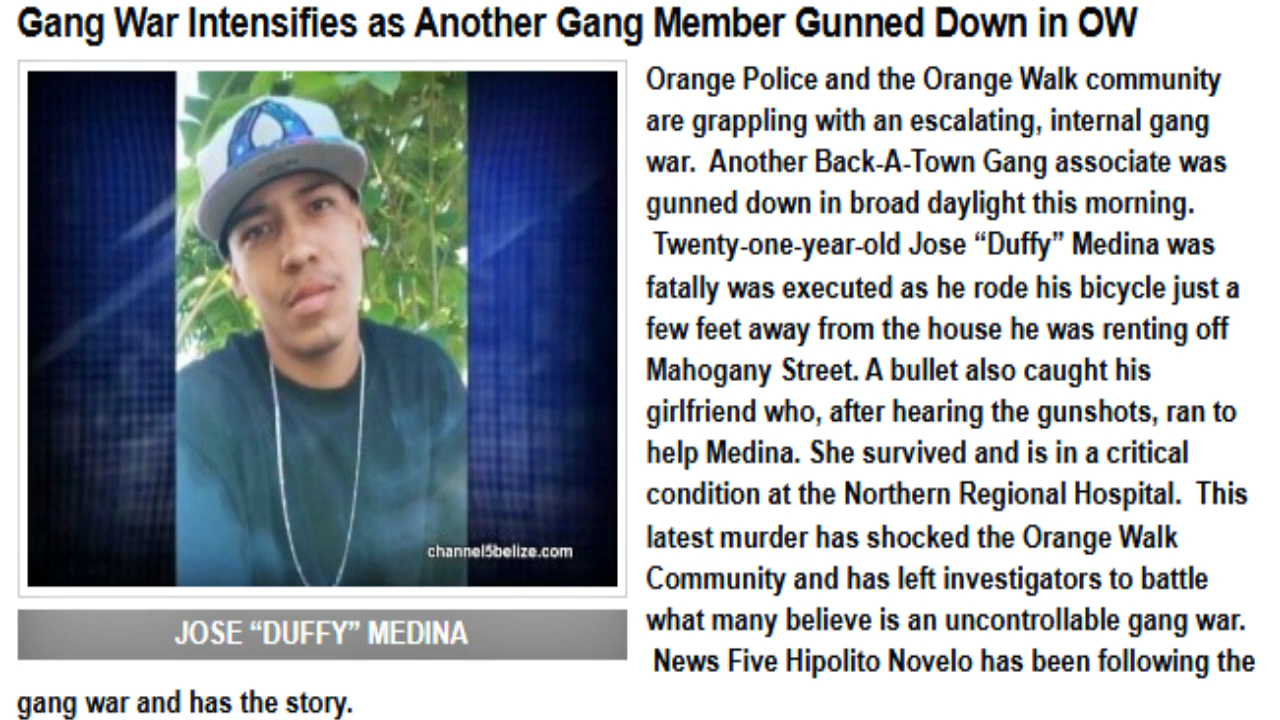 Gang War Intensifies as Another Gang Member Gunned Down in OW
channel5belize.com
JOSE “DUFFY” MEDINA
Orange Police and the Orange Walk community
are grappling with an escalating, internal gang
war.  Another Back-A-Town Gang associate was
gunned down in broad daylight this morning.
Twenty-one-year-old Jose “Duffy” Medina was
fatally was executed as he rode his bicycle just a
few feet away from the house he was renting off
Mahogany Street. A bullet also caught his
girlfriend who, after hearing the gunshots, ran to
help Medina. She survived and is in a critical
condition at the Northern Regional Hospital.  This
latest murder has shocked the Orange Walk
Community and has left investigators to battle
what many believe is an uncontrollable gang war.
News Five Hipolito Novelo has been following the
gang war and has the story.